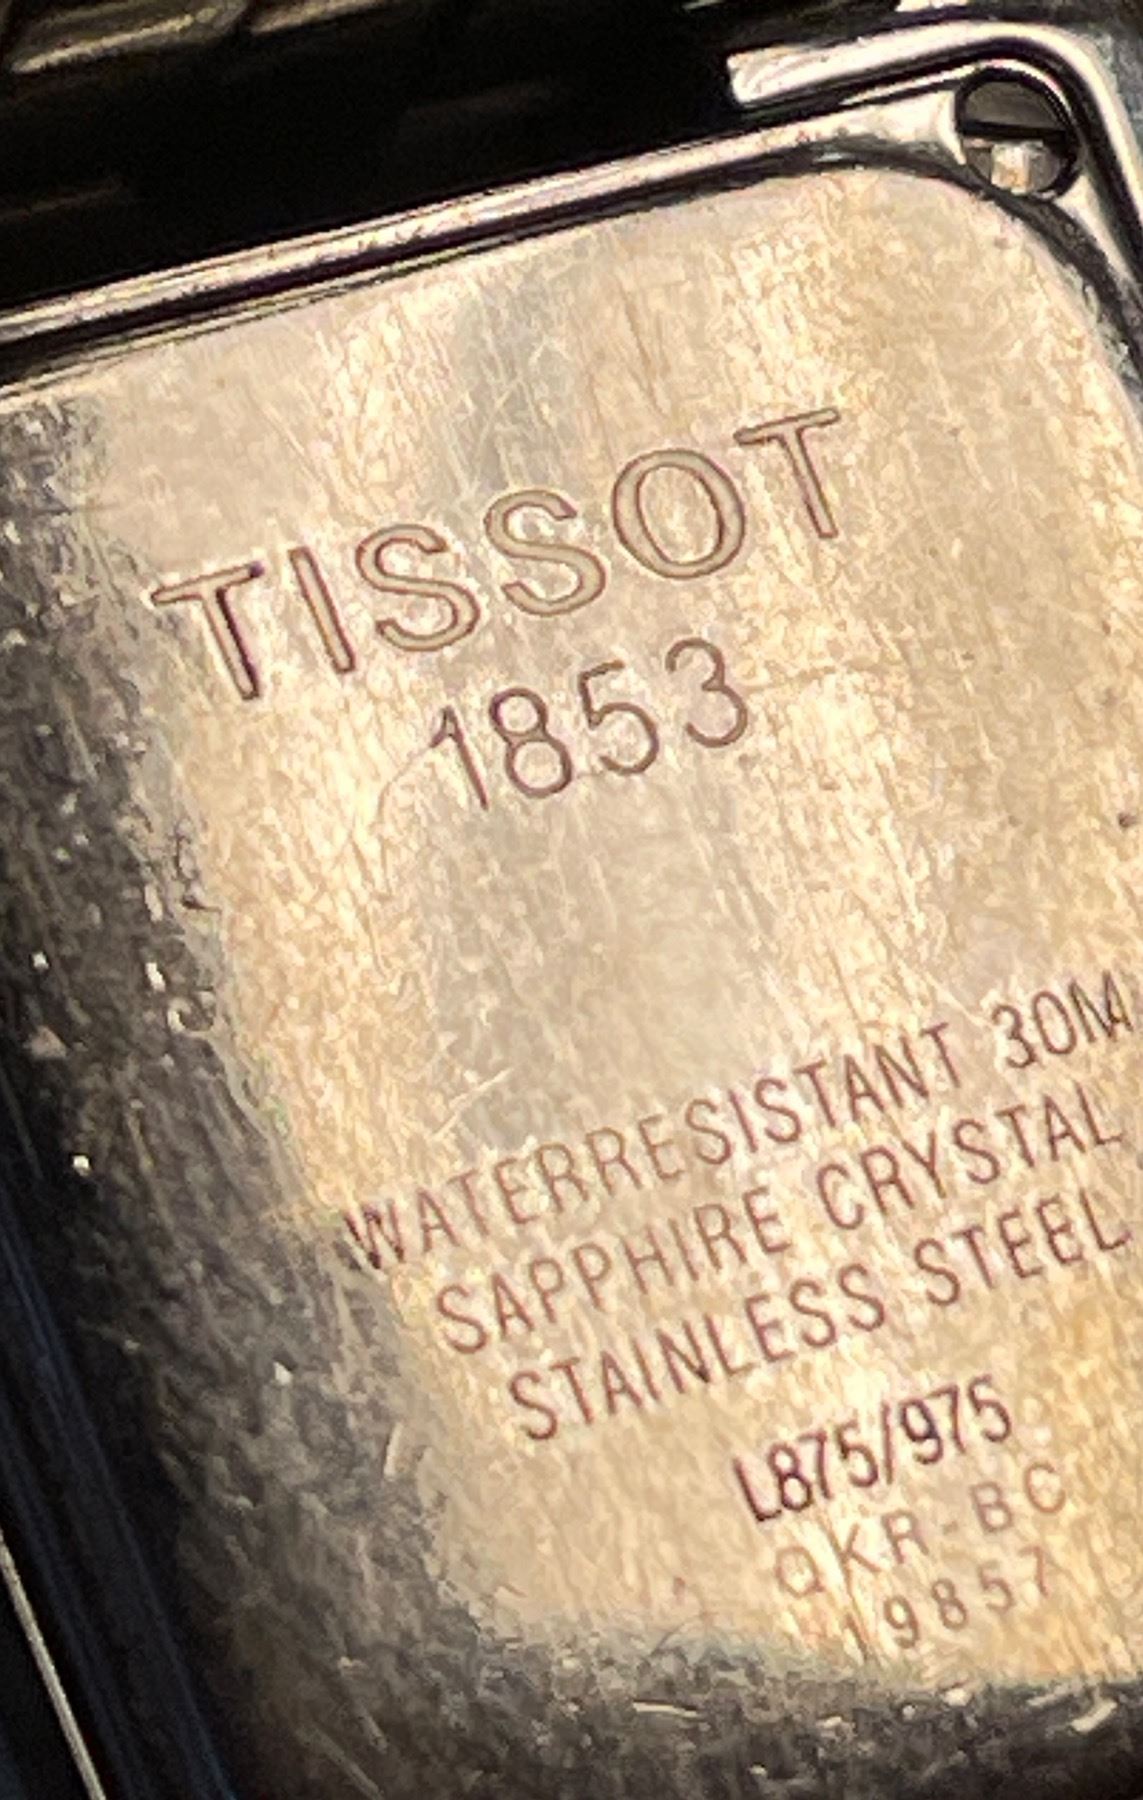 TISSOT
1853
WATERRESISTANT 30M
SAPPHIRE CRYSTAL
STAINLESS STEEL
L875/975
QKR-BC
19857